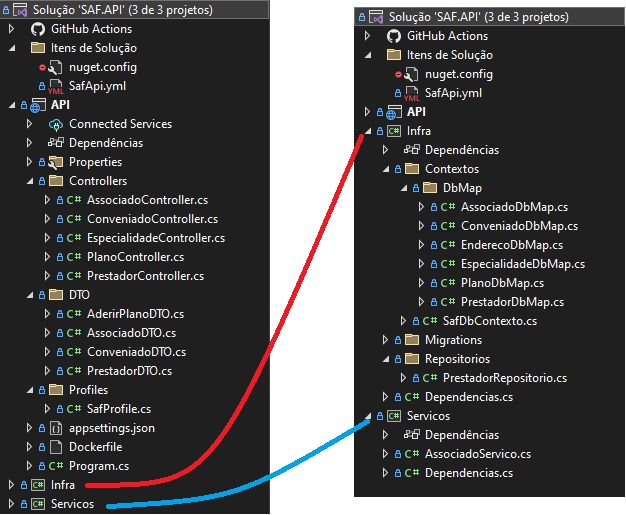 Solução 'SAF.API' (3 de 3 projetos)
GitHub Actions
Itens de Solução
nuget.config
SafApi.yml
API
Connected Services
Dependências
Properties
Controllers
AssociadoController.cs
ConveniadoController.cs
EspecialidadeController.cs
PlanoController.cs
PrestadorController.cs
DTO
AderirPlanoDTO.cs
AssociadoDTO.cs
ConveniadoDTO.cs
PrestadorDTO.cs
Profiles
SafProfile.cs
appsettings.json
Dockerfile
Program.cs
Infra
Servicos
Solução 'SAF.API' (3 de 3 projetos)
GitHub Actions
Itens de Solução
nuget.config
SafApi.yml
API
Infra
Dependências
Contextos
DbMap
AssociadoDbMap.cs
ConveniadoDbMap.cs
EnderecoDbMap.cs
EspecialidadeDbMap.cs
PlanoDbMap.cs
PrestadorDbMap.cs
SafDbContexto.cs
Migrations
Repositorios
PrestadorRepositorio.cs
Dependencias.cs
Servicos
Dependências
AssociadoServico.cs
Dependencias.cs